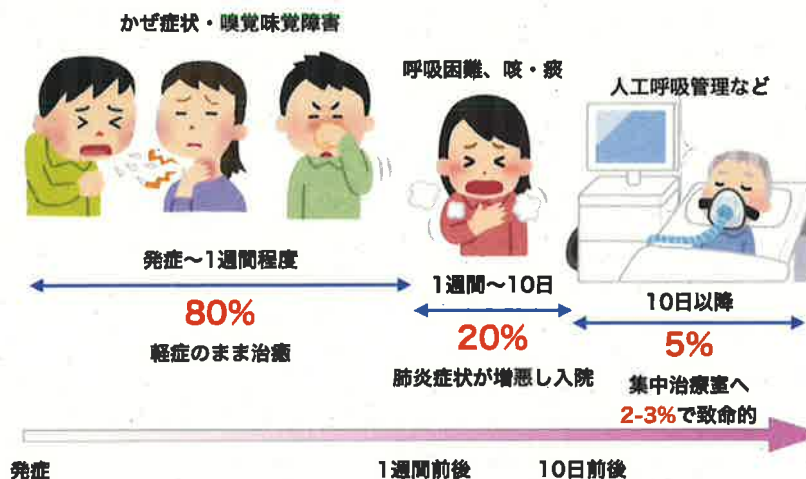 かぜ症状・嗅覚味覚障害
呼吸困難、咳・痰
人工呼吸管理など
発症～1週間程度
80%
軽症のまま治癒
1週間～10日
20%
肺炎症状が増悪し入院
10日以降
5%
集中治療室へ
2-3%で致命的
発症
1週間前後
10日前後